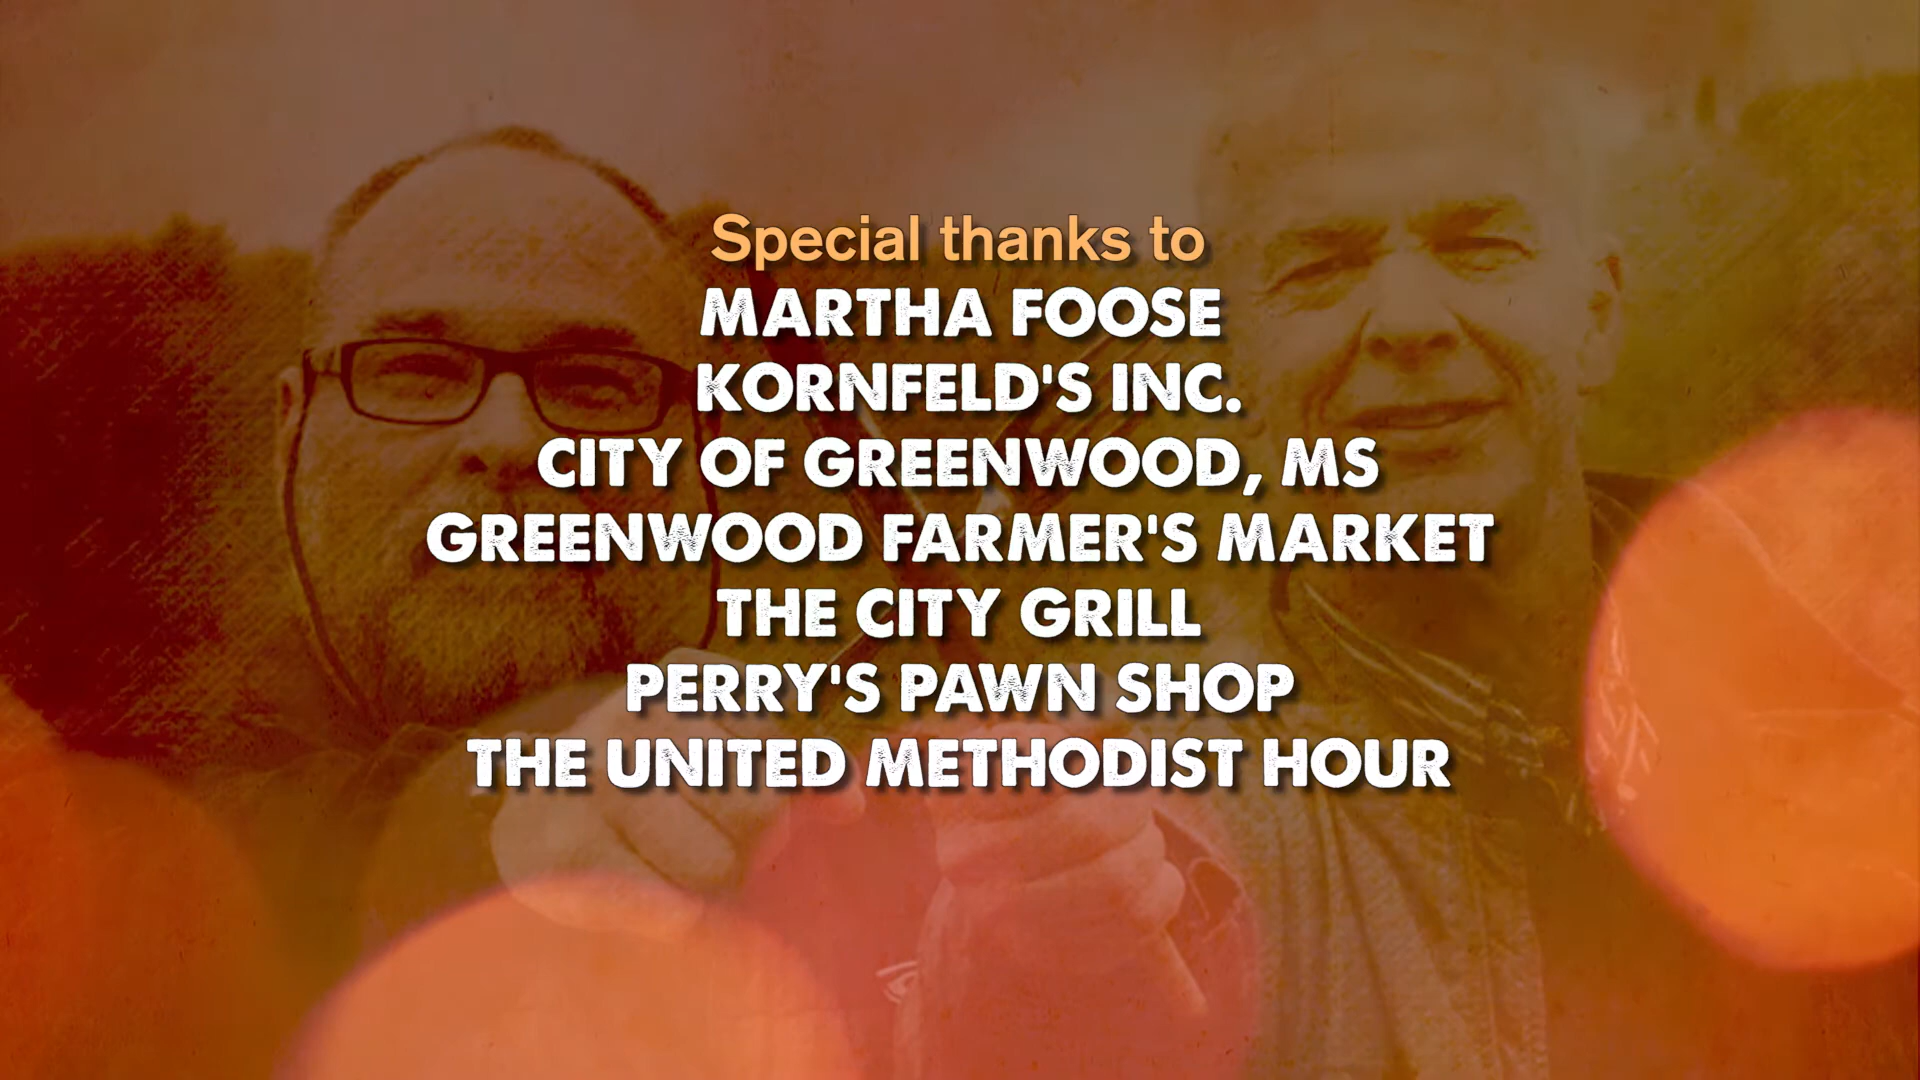 Special thanks to
MARTHA FOOSE
KORNFELD'S INC.
CITY OF GREENWOOD, MS
GREENWOOD FARMER'S MARKET
THE CITY GRILL
PERRY'S PAWN SHOP
THE UNITED METHODIST HOUR